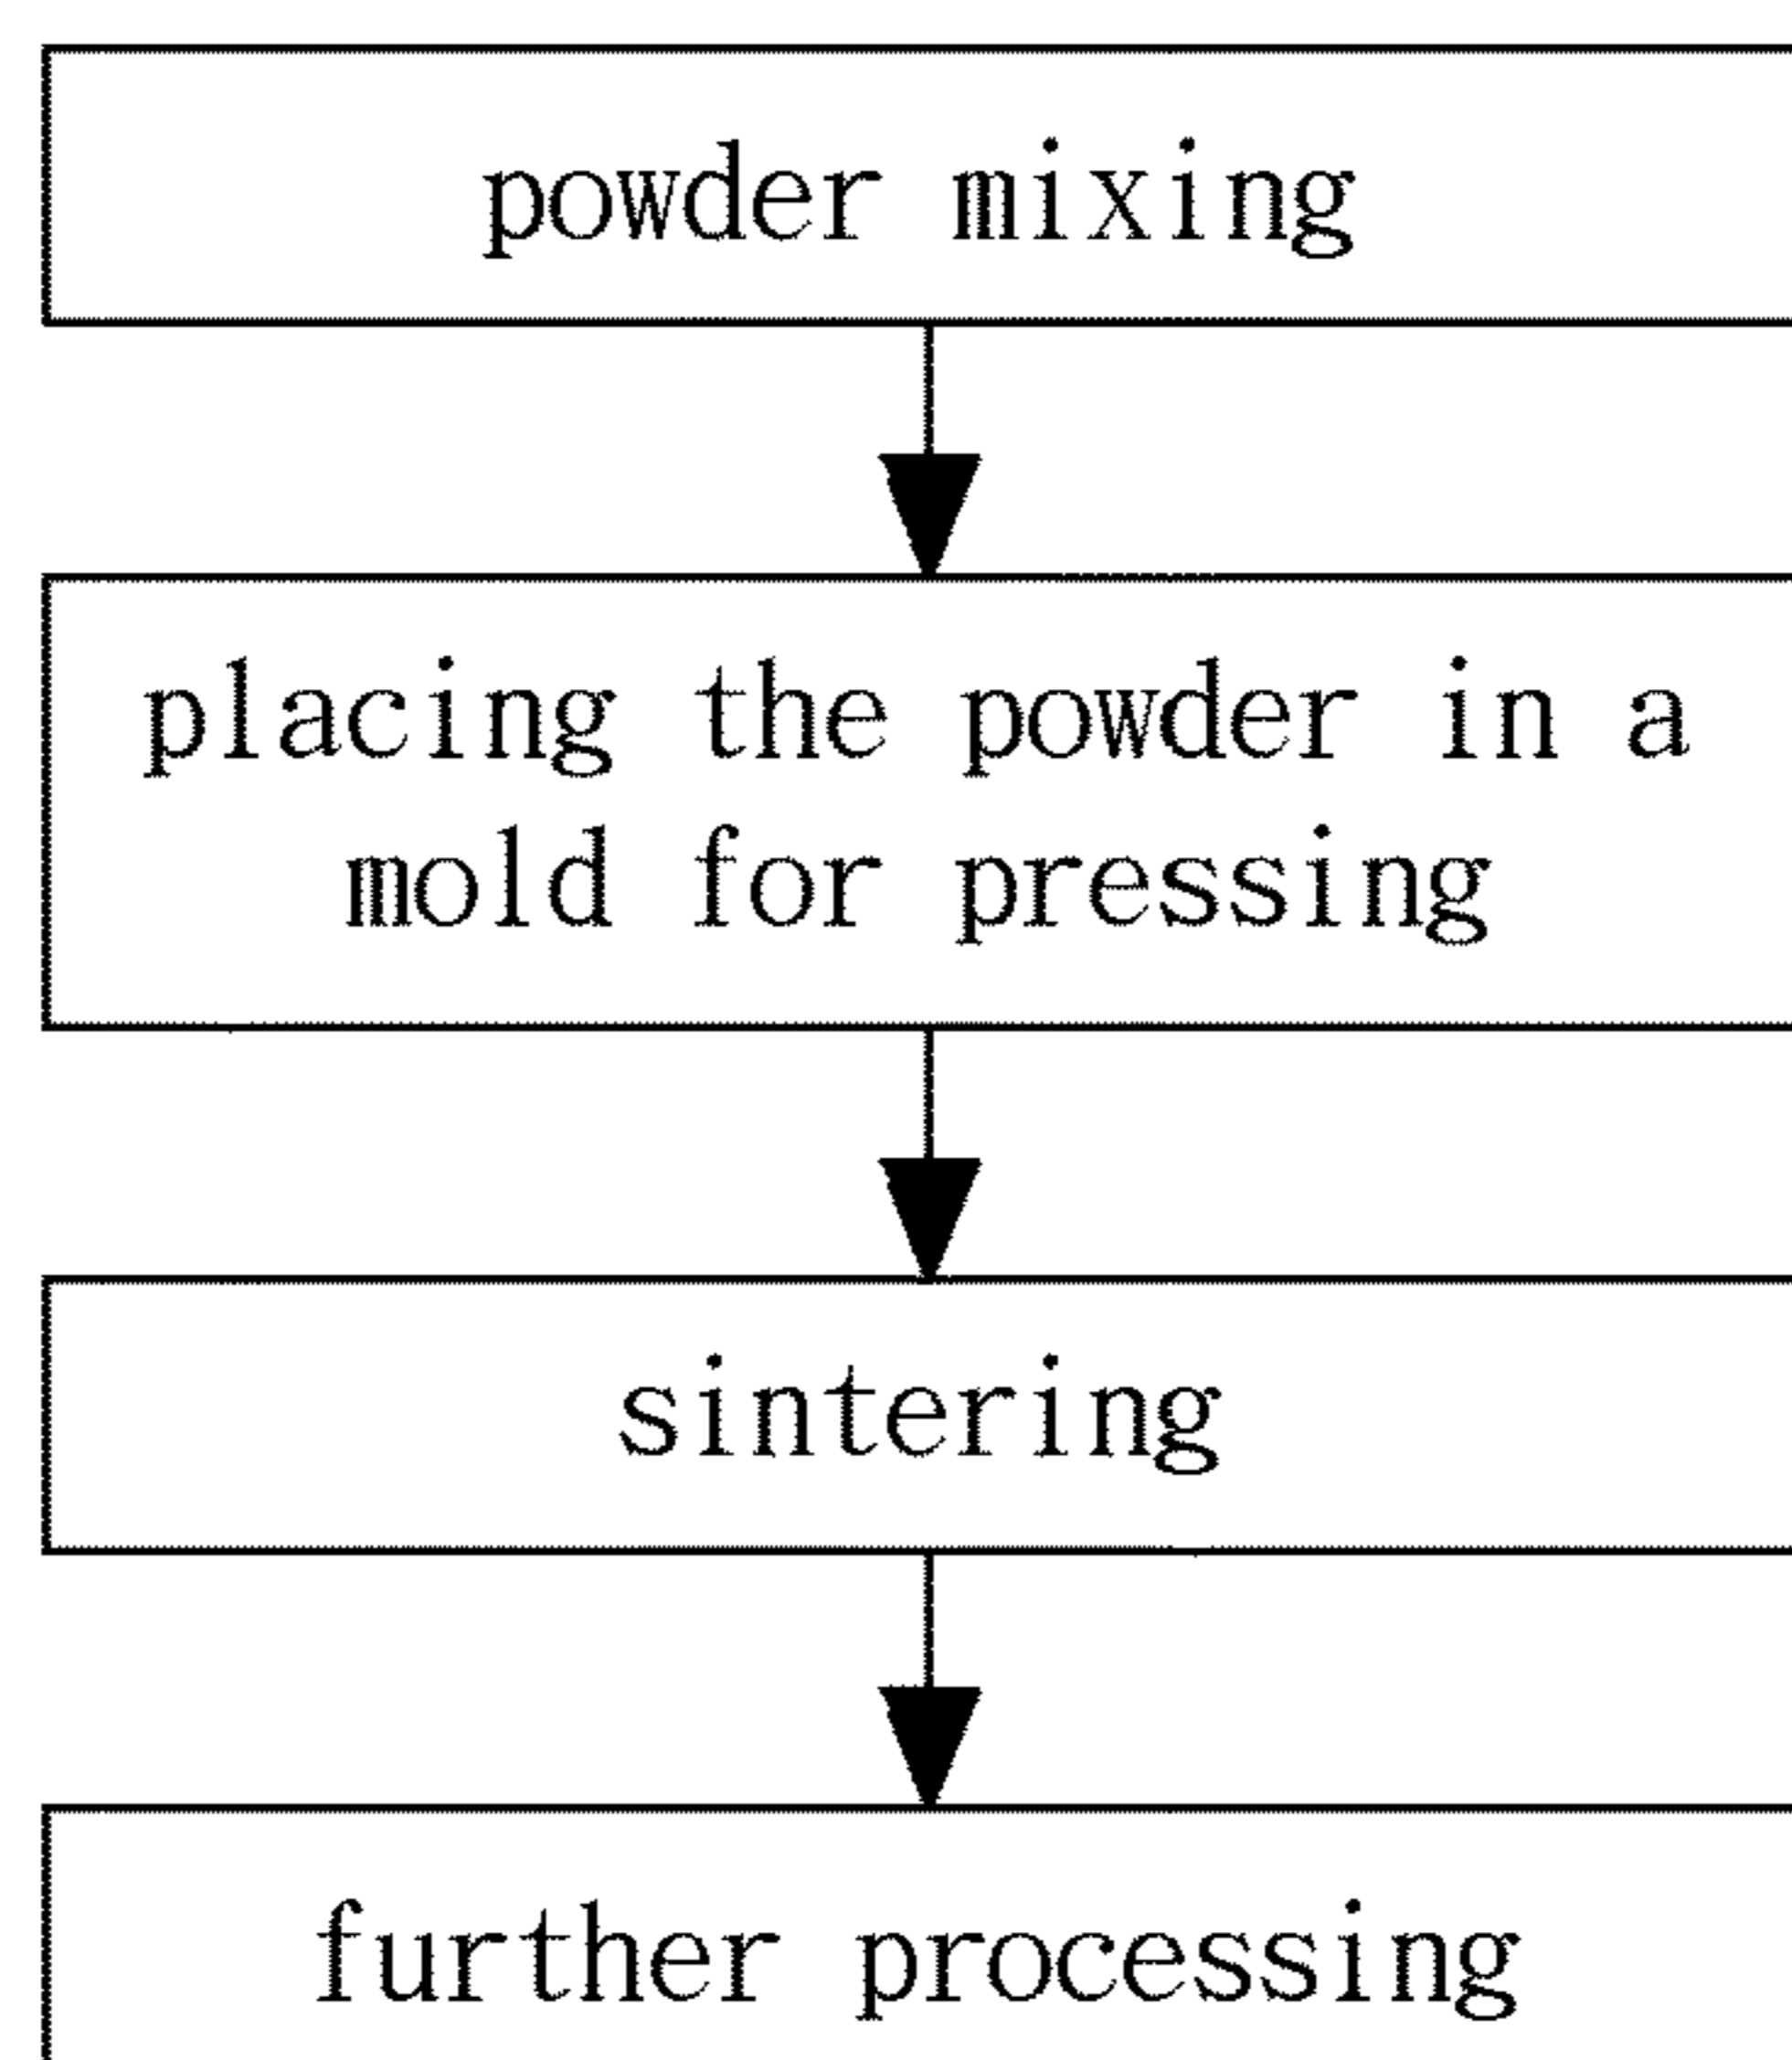 powder mixing
placing the powder in a
mold for pressing
sintering
further processing